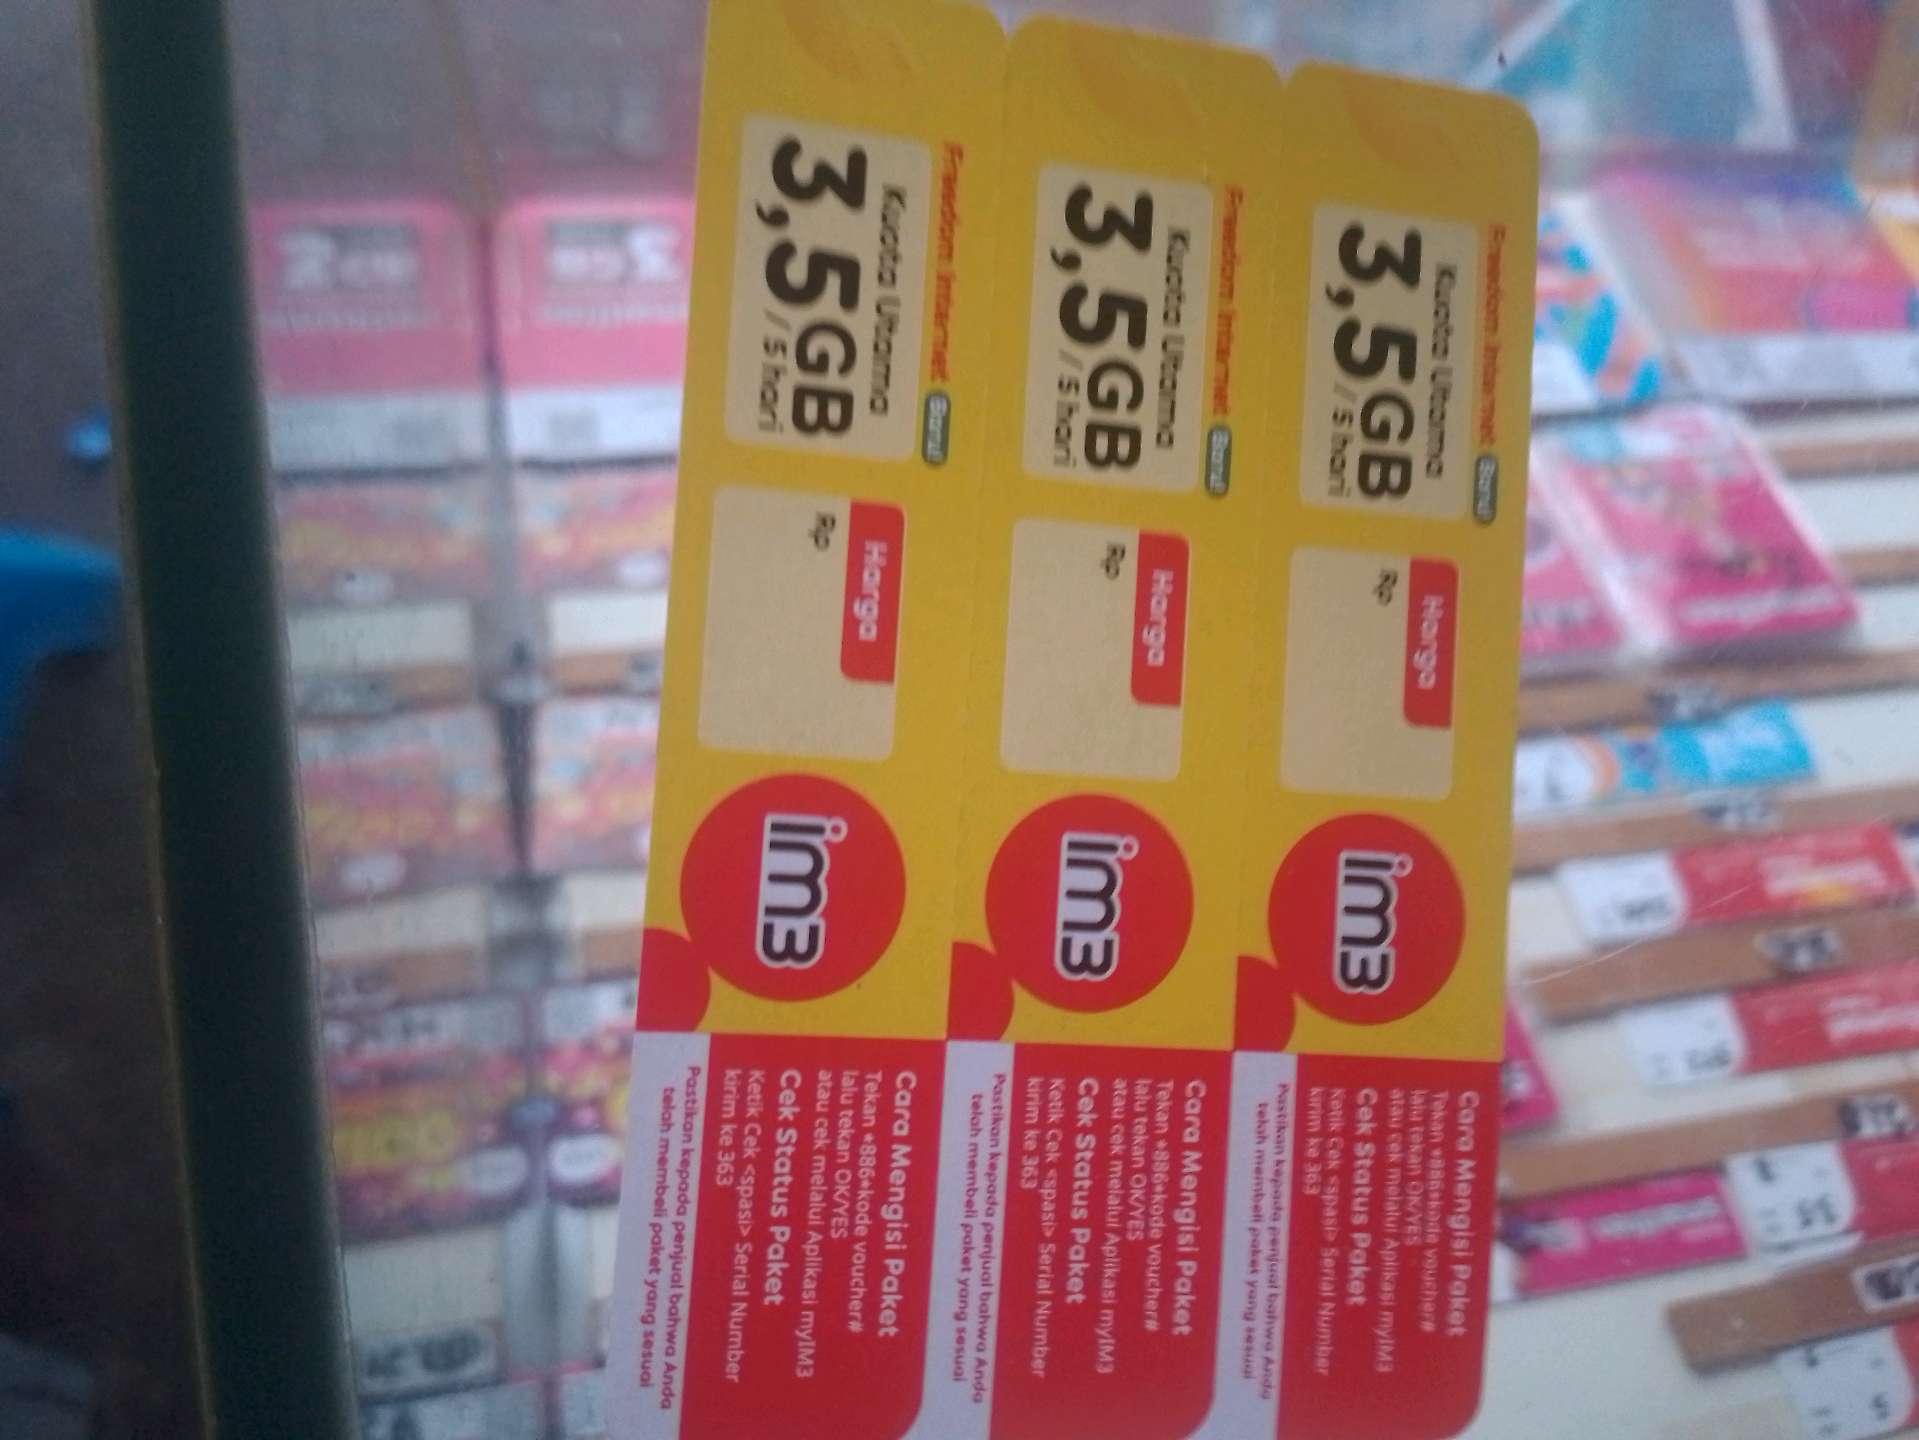 Freedom Internet Baru!
Kuota Utama
3,5GB
/ 5 hari
Harga
Rp
im3
Cara Mengisi Paket
Tekan *886*kode voucher#
lalu tekan OK/YES
atau cek melalui Aplikasi myIM3
Cek Status Paket
Ketik Cek <spasi> Serial Number
kirim ke 363
Pastikan kepada penjual bahwa Anda
telah membeli paket yang sesuai
Freedom Internet Baru!
Kuota Utama
3,5GB
/ 5 hari
Harga
Rp
im3
Cara Mengisi Paket
Tekan *886*kode voucher#
lalu tekan OK/YES
atau cek melalui Aplikasi myIM3
Cek Status Paket
Ketik Cek <spasi> Serial Number
kirim ke 363
Pastikan kepada penjual bahwa Anda
telah membeli paket yang sesuai
Freedom Internet Baru!
Kuota Utama
3,5GB
/ 5 hari
Harga
Rp
im3
Cara Mengisi Paket
Tekan *886*kode voucher#
lalu tekan OK/YES
atau cek melalui Aplikasi myIM3
Cek Status Paket
Ketik Cek <spasi> Serial Number
kirim ke 363
Pastikan kepada penjual bahwa Anda
telah membeli paket yang sesuai